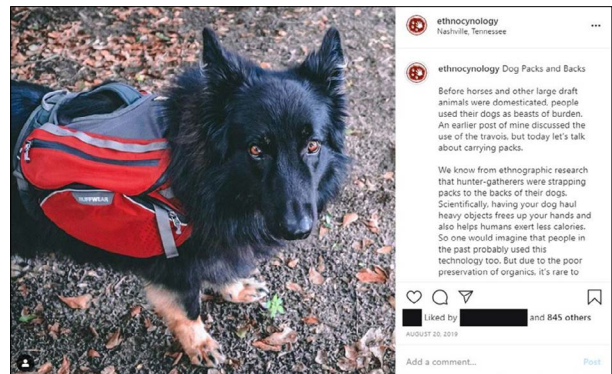 ethnocynology
Nashville, Tennessee
ethnocynology Dog Packs and Backs
Before horses and other large draft
animals were domesticated, people
used their dogs as beasts of burden.
An earlier post of mine discussed the
use of the travois, but today let's talk
about carrying packs.
We know from ethnographic research
that hunter-gatherers were strapping
packs to the backs of their dogs.
Scientifically, having your dog haul
heavy objects frees up your hands and
also helps humans exert less calories.
So one would imagine that people in
the past probably used this
technology too. But due to the poor
preservation of organics, it's rare to
RUFFWEAR
Liked by
and 845 others
AUGUST 20, 2019
Add a comment...
Post